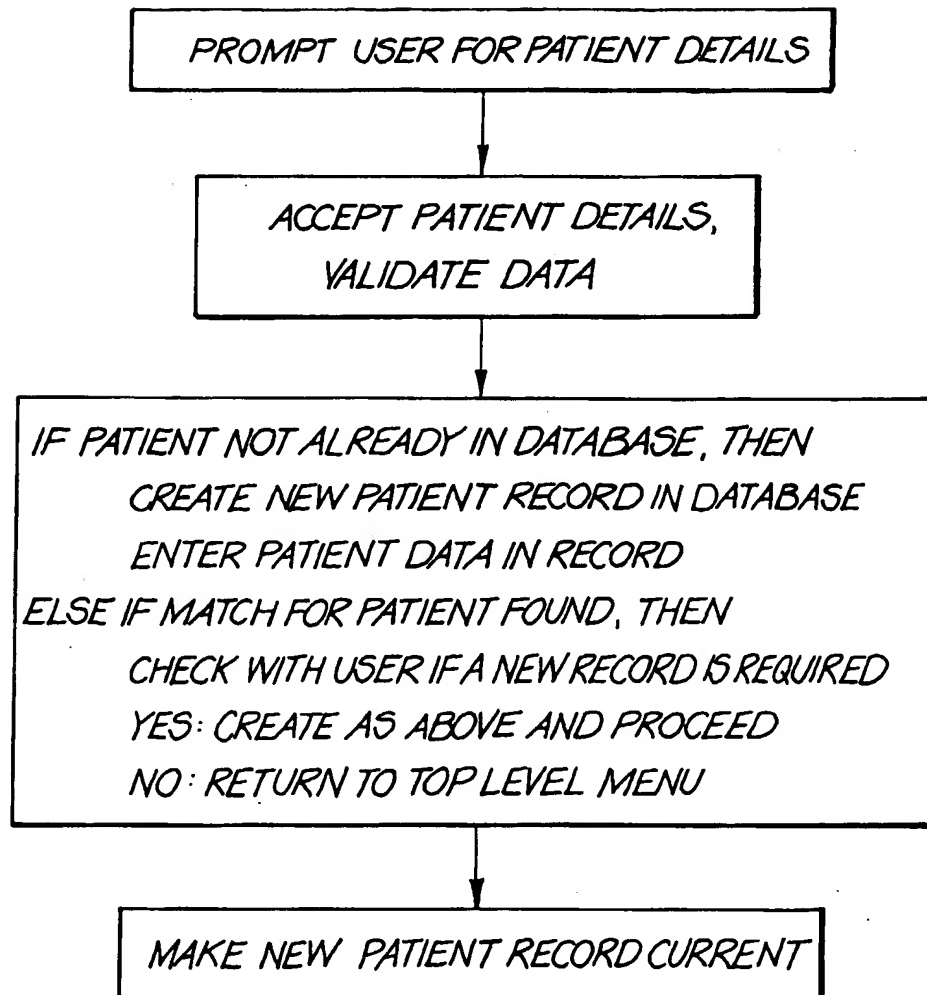 PROMPT USER FOR PATIENT DETAILS
ACCEPT PATIENT DETAILS,
VALIDATE DATA
IF PATIENT NOT ALREADY IN DATABASE, THEN
CREATE NEW PATIENT RECORD IN DATABASE
ENTER PATIENT DATA IN RECORD
ELSE IF MATCH FOR PATIENT FOUND, THEN
CHECK WITH USER IF A NEW RECORD IS REQUIRED
YES: CREATE AS ABOVE AND PROCEED
NO: RETURN TO TOP LEVEL MENU
MAKE NEW PATIENT RECORD CURRENT